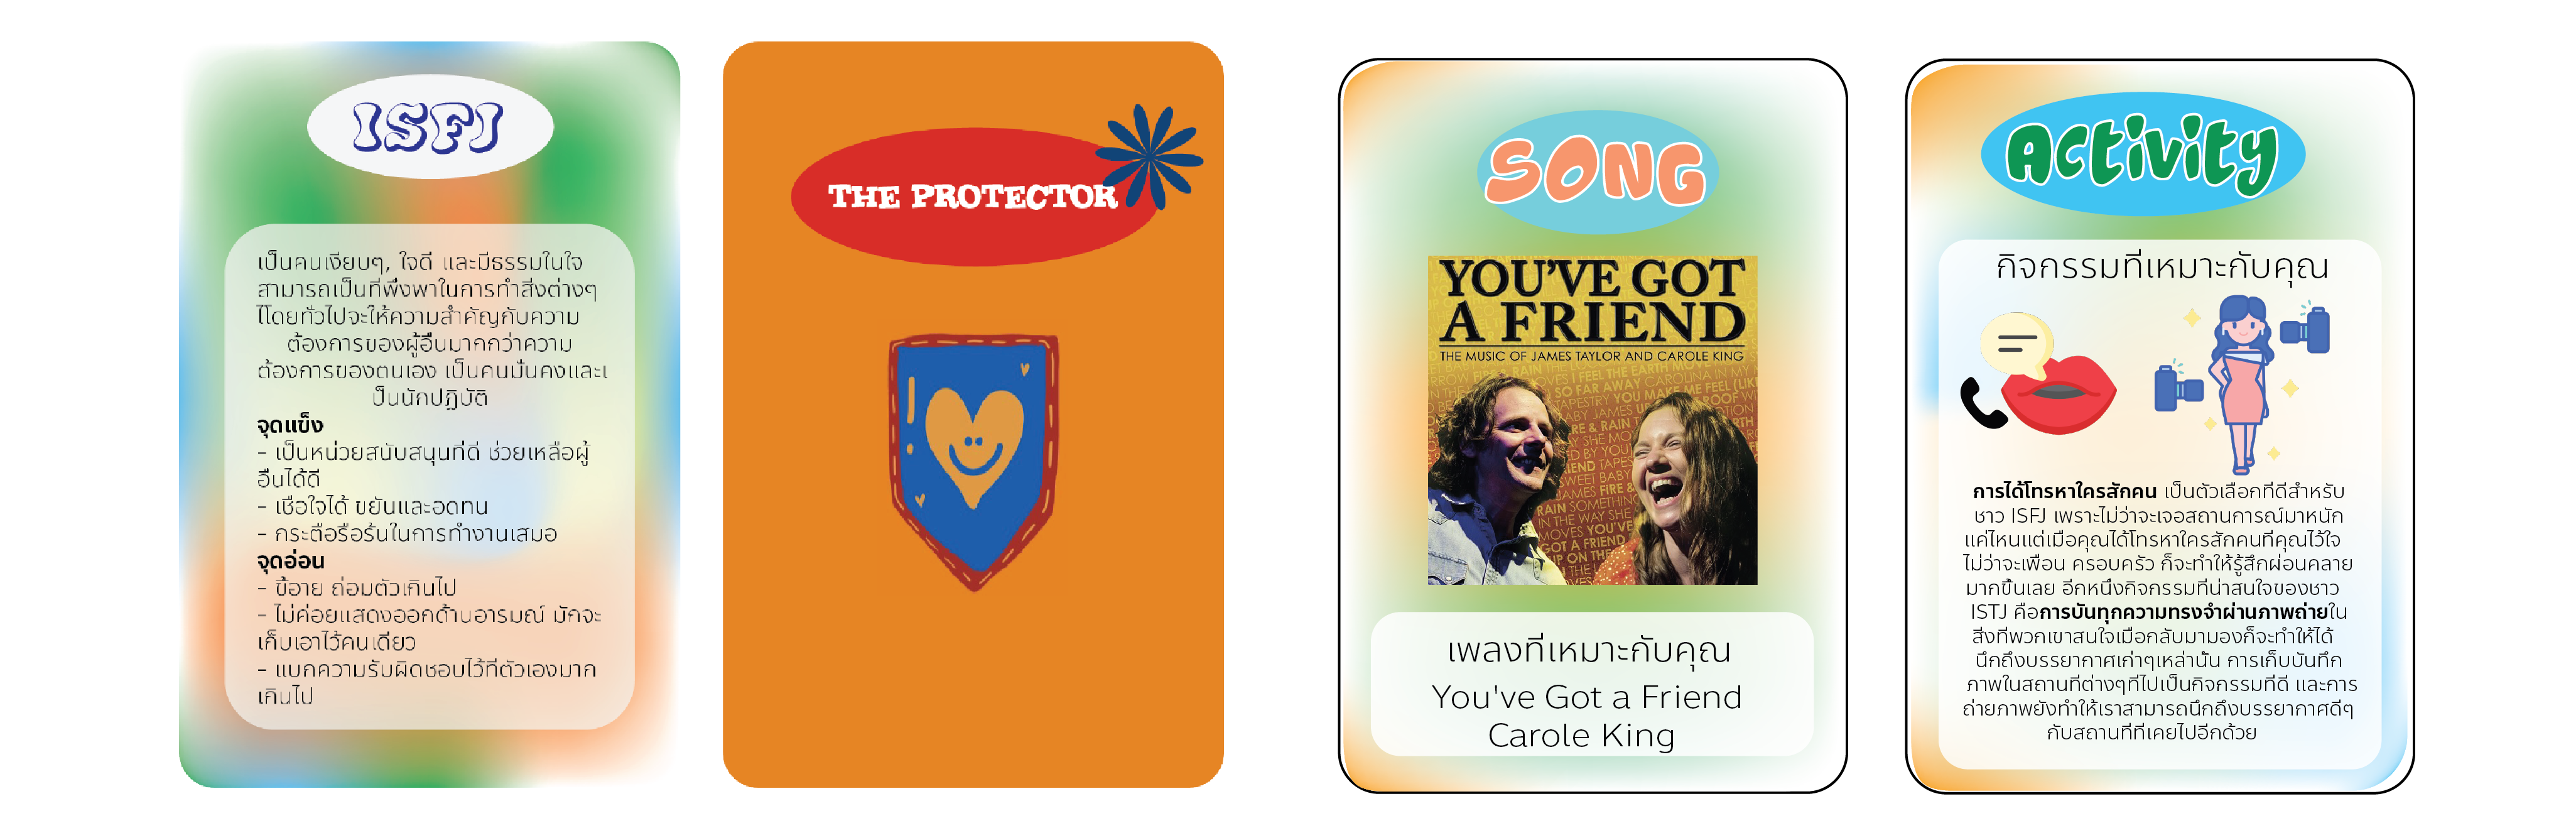 ISFJ
เป็นคนเงียบๆ, ใจดี และมีธรรมในใจ
สามารถเป็นที่พึ่งพาในการทำสิ่งต่างๆ
ไโดยทั่วไปจะให้ความสำคัญกับความ
ต้องการของผู้อื่นมากกว่าความ
ต้องการของตนเอง เป็นคนมั่นคงและเ
ป็นนักปฏิบัติ
จุดแข็ง
- เป็นหน่วยสนับสนุนที่ดี ช่วยเหลือผู้
อื่นได้ดี
- เชื่อใจได้ ขยันและอดทน
- กระตือรือร้นในการทำงานเสมอ
จุดอ่อน
- ขี้อาย ถ่อมตัวเกินไป
- ไม่ค่อยแสดงออกด้านอารมณ์ มักจะ
เก็บเอาไว้คนเดียว
- แบกความรับผิดชอบไว้ที่ตัวเองมาก
เกินไป
THE PROTECTOR
SONG
YOU'VE GOT
A FRIEND
THE MUSIC OF JAMES TAYLOR AND CAROLE KING
เพลงที่เหมาะกับคุณ
You've Got a Friend
Carole King
Activity
กิจกรรมที่เหมาะกับคุณ
การได้โทรหาใครสักคน เป็นตัวเลือกที่ดีสำหรับ
ชาว ISFJ เพราะไม่ว่าจะเจอสถานการณ์มาหนัก
แค่ไหนแต่เมื่อคุณได้โทรหาใครสักคนที่คุณไว้ใจ
ไม่ว่าจะเพื่อน ครอบครัว ก็จะทำให้รู้สึกผ่อนคลาย
มากขึ้นเลย อีกหนึ่งกิจกรรมที่น่าสนใจของชาว
ISTJ คือการบันทุกความทรงจำผ่านภาพถ่ายใน
สิ่งที่พวกเขาสนใจเมื่อกลับมามองก็จะทำให้ได้
นึกถึงบรรยากาศเก่าๆเหล่านั้น การเก็บบันทึก
ภาพในสถานที่ต่างๆที่ไปเป็นกิจกรรมที่ดี และการ
ถ่ายภาพยังทำให้เราสามารถนึกถึงบรรยากาศดีๆ
กับสถานที่ที่เคยไปอีกด้วย